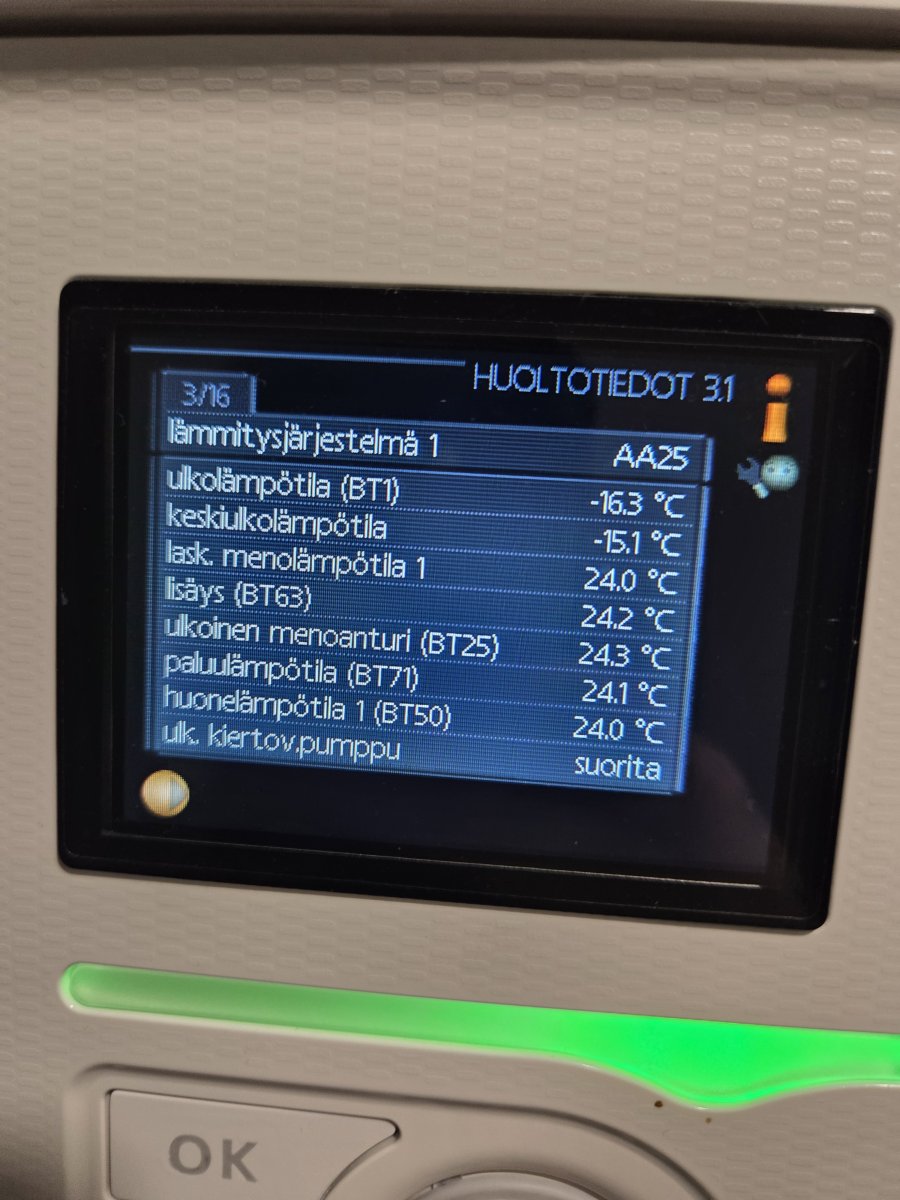 HUOLTOTIEDOT 3.1
3/16
lämmitysjärjestelmä 1 AA25
ulkolämpötila (BT1) -16.3 °C
keskiulkolämpötila -15.1 °C
lask. menolämpötila 1 24.0 °C
lisäys (BT63) 24.2 °C
ulkoinen menoanturi (BT25) 24.3 °C
paluulämpötila (BT71) 24.1 °C
huonelämpötila 1 (BT50) 24.0 °C
ulk. kiertov.pumppu suorita
OK